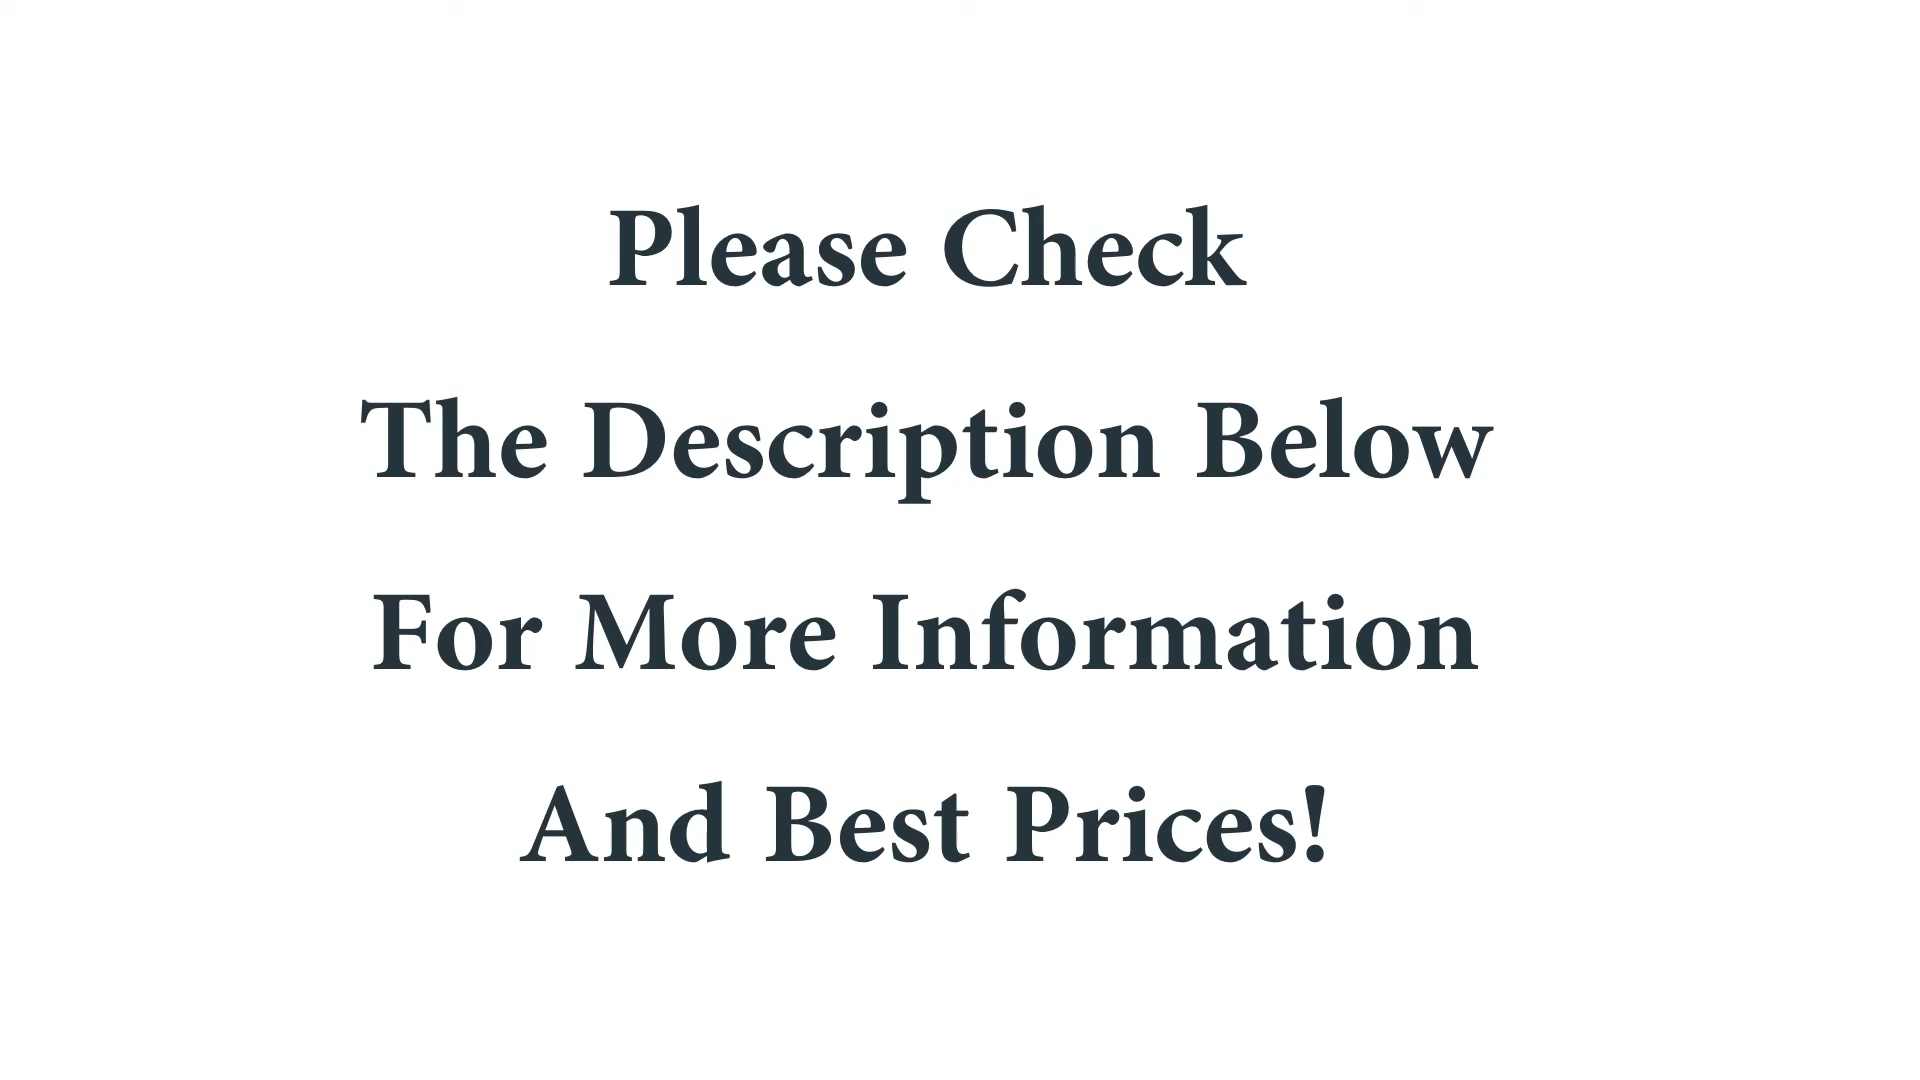 Please Check
The Description Below
For More Information
And Best Prices!